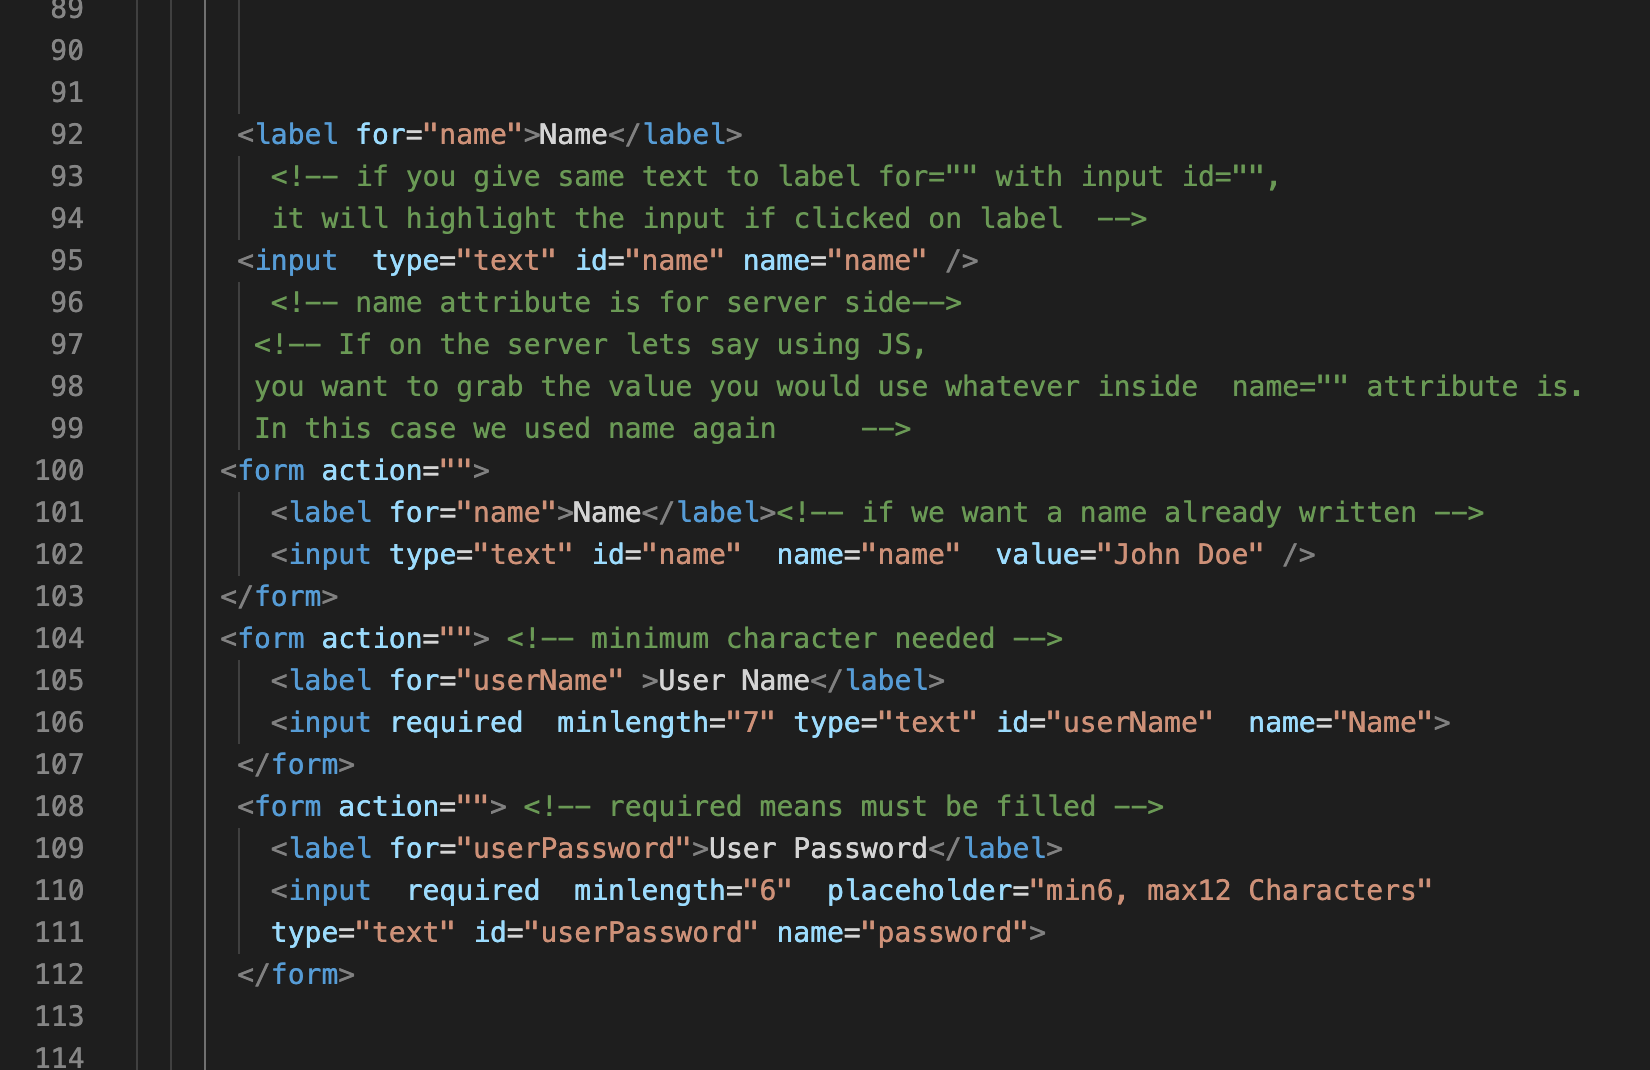 89
90
91
92 <label for="name">Name</label>
93 <!-- if you give same text to label for="" with input id="",
94 it will highlight the input if clicked on label  -->
95 <input  type="text" id="name" name="name" />
96 <!-- name attribute is for server side-->
97 <!-- If on the server lets say using JS,
98 you want to grab the value you would use whatever inside  name="" attribute is.
99 In this case we used name again     -->
100 <form action="">
101 <label for="name">Name</label><!-- if we want a name already written -->
102 <input type="text" id="name"  name="name"  value="John Doe" />
103 </form>
104 <form action=""> <!-- minimum character needed -->
105 <label for="userName" >User Name</label>
106 <input required  minlength="7" type="text" id="userName"  name="Name">
107 </form>
108 <form action=""> <!-- required means must be filled -->
109 <label for="userPassword">User Password</label>
110 <input  required  minlength="6"  placeholder="min6, max12 Characters"
111 type="text" id="userPassword" name="password">
112 </form>
113
114